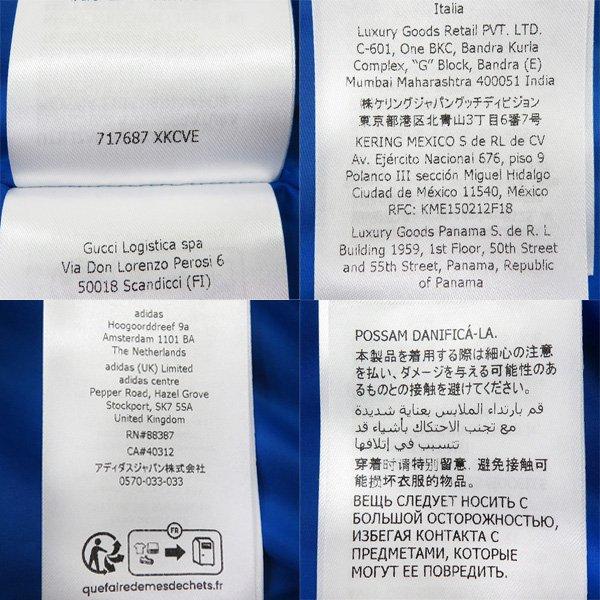 717687 XKCVE
Gucci Logistica spa
Via Don Lorenzo Perosi 6
50018 Scandicci (FI)
Italia
Luxury Goods Retail PVT. LTD.
C-601, One BKC, Bandra Kurla
Complex, "G" Block, Bandra (E)
Mumbai Maharashtra 400051 India
㈱ケリングジャパングッチディビジョン
東京都港区北青山3丁目6番7号
KERING MEXICO S de RL de CV
Av. Ejército Nacional 676, piso 9
Polanco III sección Miguel Hidalgo
Ciudad de México 11540, México
RFC: KME150212F18
Luxury Goods Panama S. de R. L
Building 1959, 1st Floor, 50th Street
and 55th Street, Panama, Republic
of Panama
adidas
Hoogoorddreef 9a
Amsterdam 1101 BA
The Netherlands
adidas (UK) Limited
adidas centre
Pepper Road, Hazel Grove
Stockport, SK7 5SA
United Kingdom
RN#88387
CA#40312
アディダスジャパン株式会社
0570-033-033
FR
quefairedemesdechets.fr
POSSAM DANIFICÁ-LA.
本製品を着用する際は細心の注意
を払い、ダメージを与える可能性のあ
るものとの接触を避けてください。
قم بارتداء الملابس بعناية شديدة
مع تجنب الاحتكاك بأشياء قد
تتسبب في إتلافها
穿着时请特别留意，避免接触可
能损坏衣服的物品。
ВЕЩЬ СЛЕДУЕТ НОСИТЬ С
БОЛЬШОЙ ОСТОРОЖНОСТЬЮ,
ИЗБЕГАЯ КОНТАКТА С
ПРЕДМЕТАМИ, КОТОРЫЕ
МОГУТ ЕЕ ПОВРЕДИТЬ.